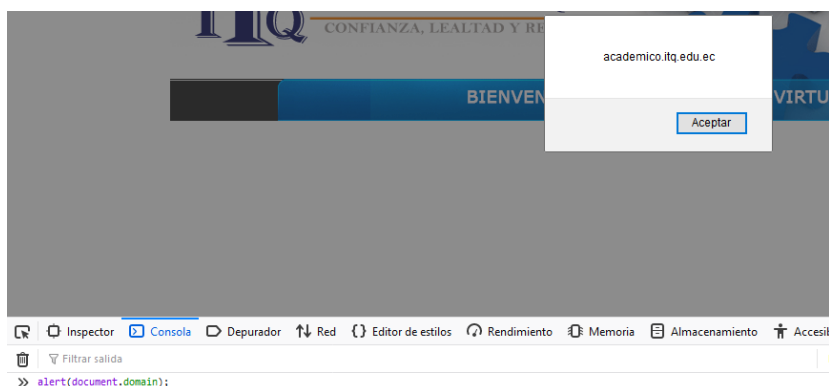 ITQ
CONFIANZA, LEALTAD Y RE
academico.itq.edu.ec
BIENVEN
VIRTU
Aceptar
Inspector Consola Depurador Red Editor de estilos Rendimiento Memoria Almacenamiento Accesib
Filtrar salida
>> alert(document.domain);